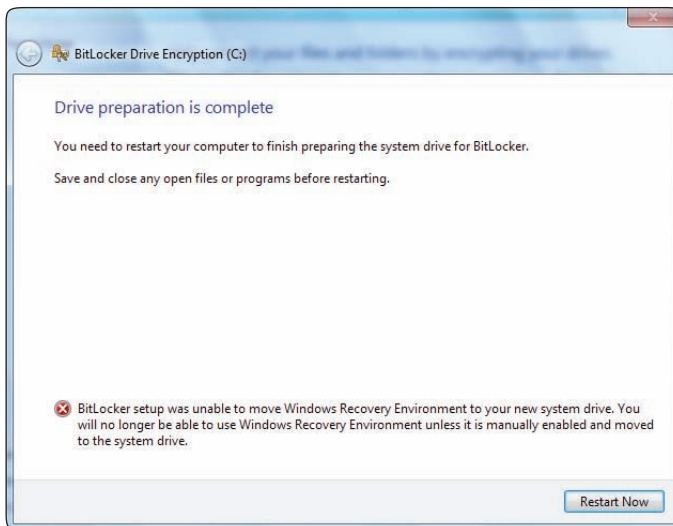 BitLocker Drive Encryption (C:)
Drive preparation is complete
You need to restart your computer to finish preparing the system drive for BitLocker.
Save and close any open files or programs before restarting.
BitLocker setup was unable to move Windows Recovery Environment to your new system drive. You
will no longer be able to use Windows Recovery Environment unless it is manually enabled and moved
to the system drive.
Restart Now